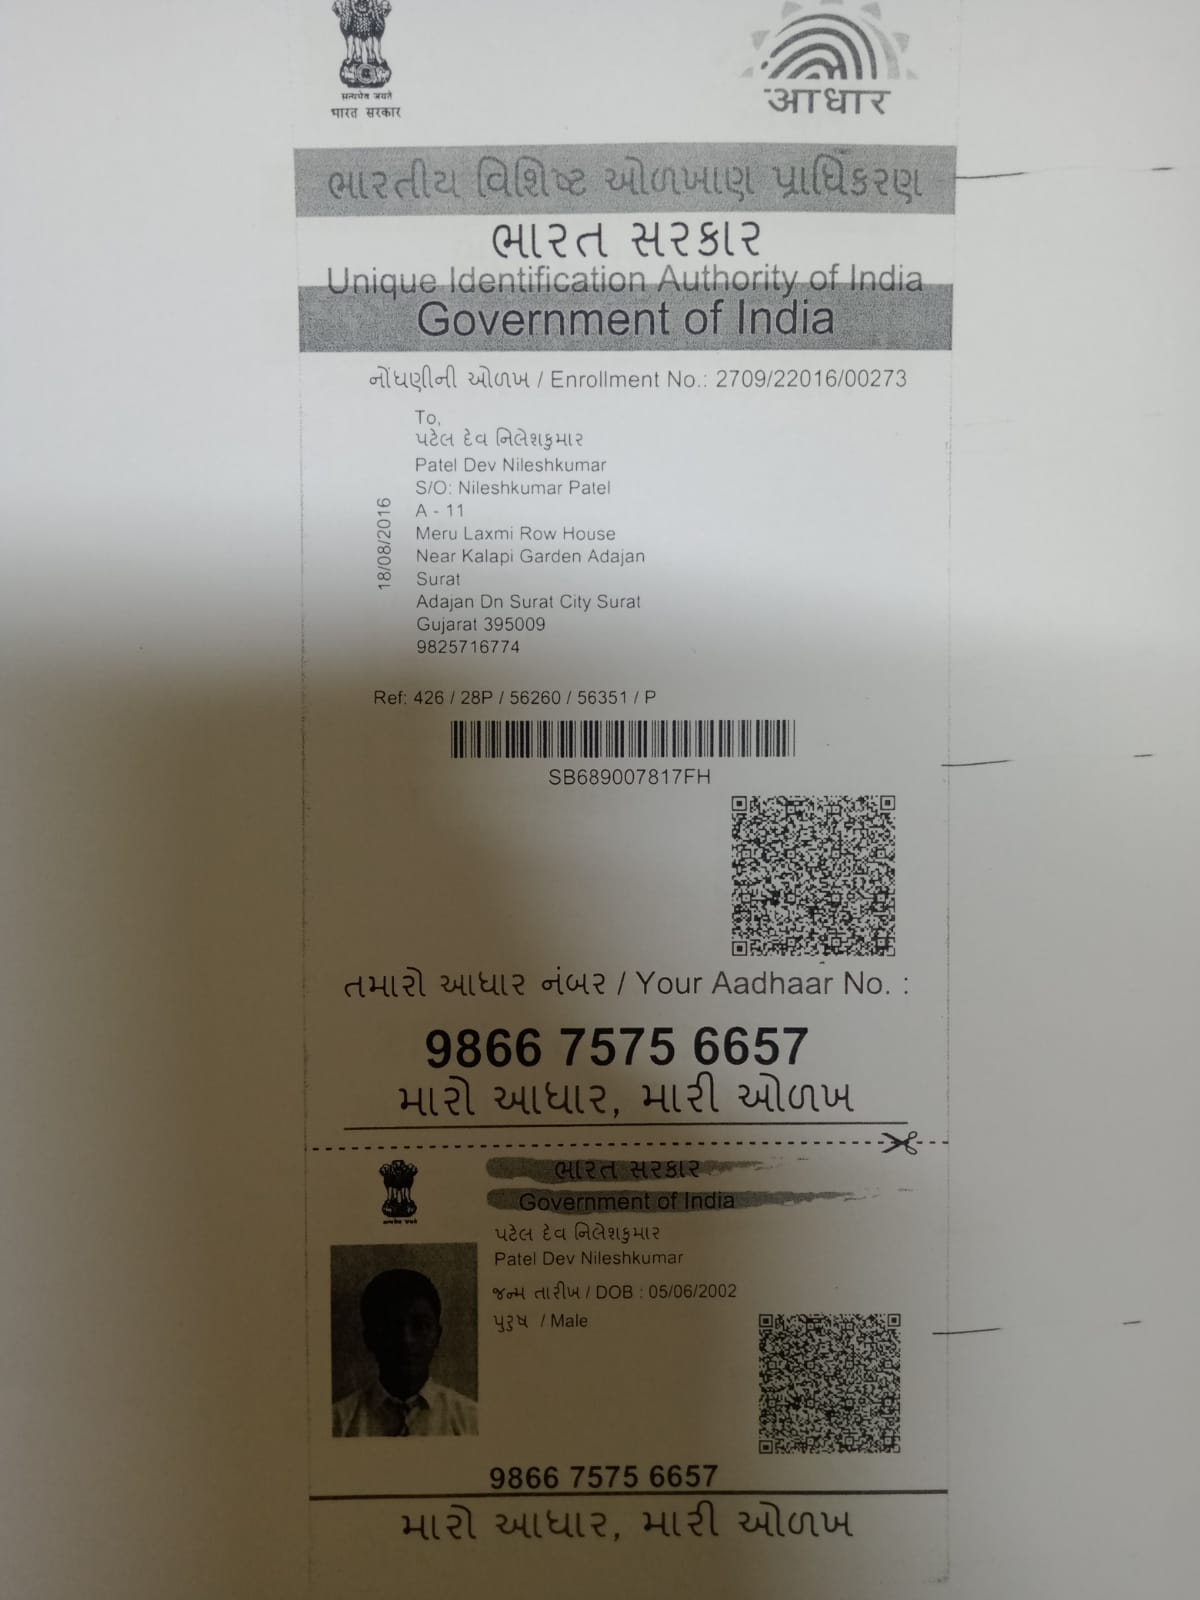 सत्यमेव जयते
भारत सरकार
आधार
ભારતીય વિશિષ્ટ ઓળખાણ પ્રાધિકરણ
ભારત સરકાર
Unique Identification Authority of India
Government of India
નોંધણીની ઓળખ / Enrollment No.: 2709/22016/00273
18/08/2016
To,
પટેલ દેવ નિલેશકુમાર
Patel Dev Nileshkumar
S/O: Nileshkumar Patel
A - 11
Meru Laxmi Row House
Near Kalapi Garden Adajan
Surat
Adajan Dn Surat City Surat
Gujarat 395009
9825716774
Ref: 426 / 28P / 56260 / 56351 / P
SB689007817FH
તમારો આધાર નંબર / Your Aadhaar No. :
9866 7575 6657
મારો આધાર, મારી ઓળખ
ભારત સરકાર
Government of India
પટેલ દેવ નિલેશકુમાર
Patel Dev Nileshkumar
જન્મ તારીખ / DOB : 05/06/2002
પુરુષ / Male
9866 7575 6657
મારો આધાર, મારી ઓળખ